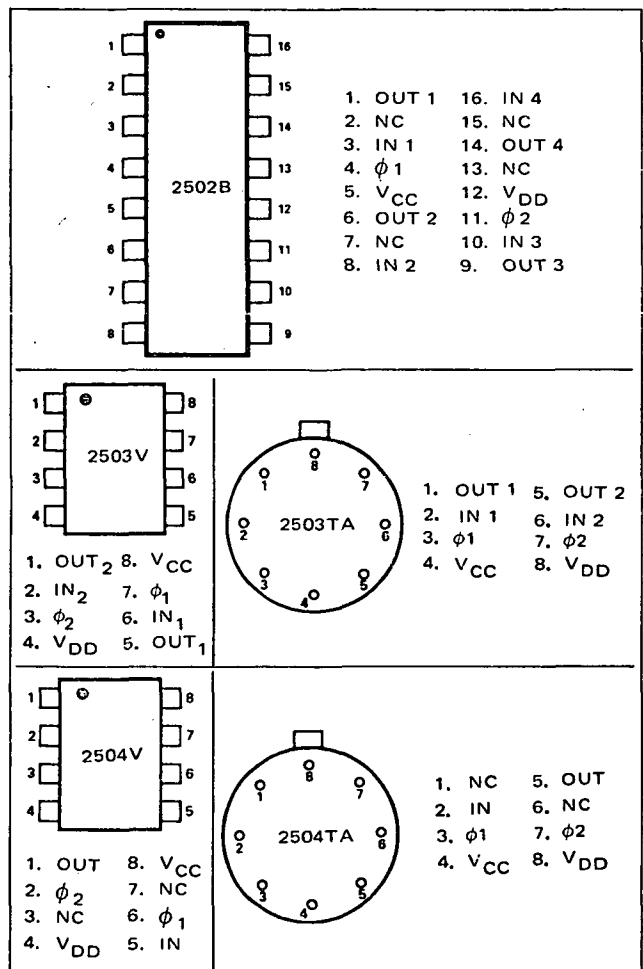 1 16
2 15
3 14
4 13
5 12
6 11
7 10
8 9
2502B
1. OUT 1 16. IN 4
2. NC 15. NC
3. IN 1 14. OUT 4
4. ϕ1 13. NC
5. VCC 12. VDD
6. OUT 2 11. ϕ2
7. NC 10. IN 3
8. IN 2 9. OUT 3
1 8
2 7
3 6
4 5
2503V
1. OUT2 8. VCC
2. IN2 7. ϕ1
3. ϕ2 6. IN1
4. VDD 5. OUT1
8
1 7
2 2503TA 6
3 5
4
1. OUT 1 5. OUT 2
2. IN 1 6. IN 2
3. ϕ1 7. ϕ2
4. VCC 8. VDD
1 8
2 7
3 6
4 5
2504V
1. OUT 8. VCC
2. ϕ2 7. NC
3. NC 6. ϕ1
4. VDD 5. IN
8
1 7
2 2504TA 6
3 5
4
1. NC 5. OUT
2. IN 6. NC
3. ϕ1 7. ϕ2
4. VCC 8. VDD